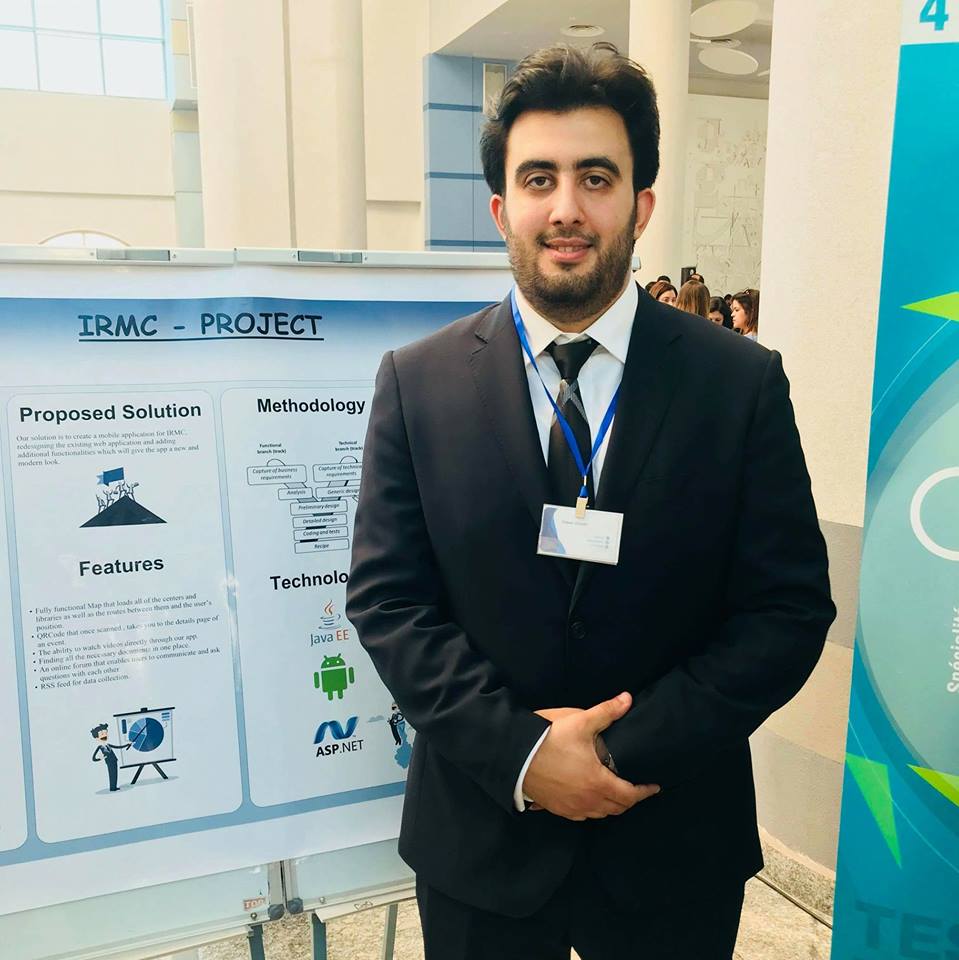 4
IRMC - PROJECT
Proposed Solution
Our solution is to create a mobile application for IRMC,
redesigning the existing web application and adding
additional functionalities which will give the app a new and
modern look.
Features
• Fully functional Map that loads all of the centers and
libraries as well as the routes between them and the user's
position.
• QRCode that once scanned , takes you to the details page of
an event.
• The ability to watch videos directly through our app.
• Finding all the necessary documents in one place.
• An online forum that enables users to communicate and ask
questions with each other
• RSS feed for data collection.
Methodology
Functional
branch (track)
Technical
branch (track)
Capture of business
requirements
Capture of technical
requirements
Analysis
Generic design
Preliminary design
Detailed design
Coding and tests
Recipe
Technolo
Java EE
ASP.NET
TOP
Spécialité
TES